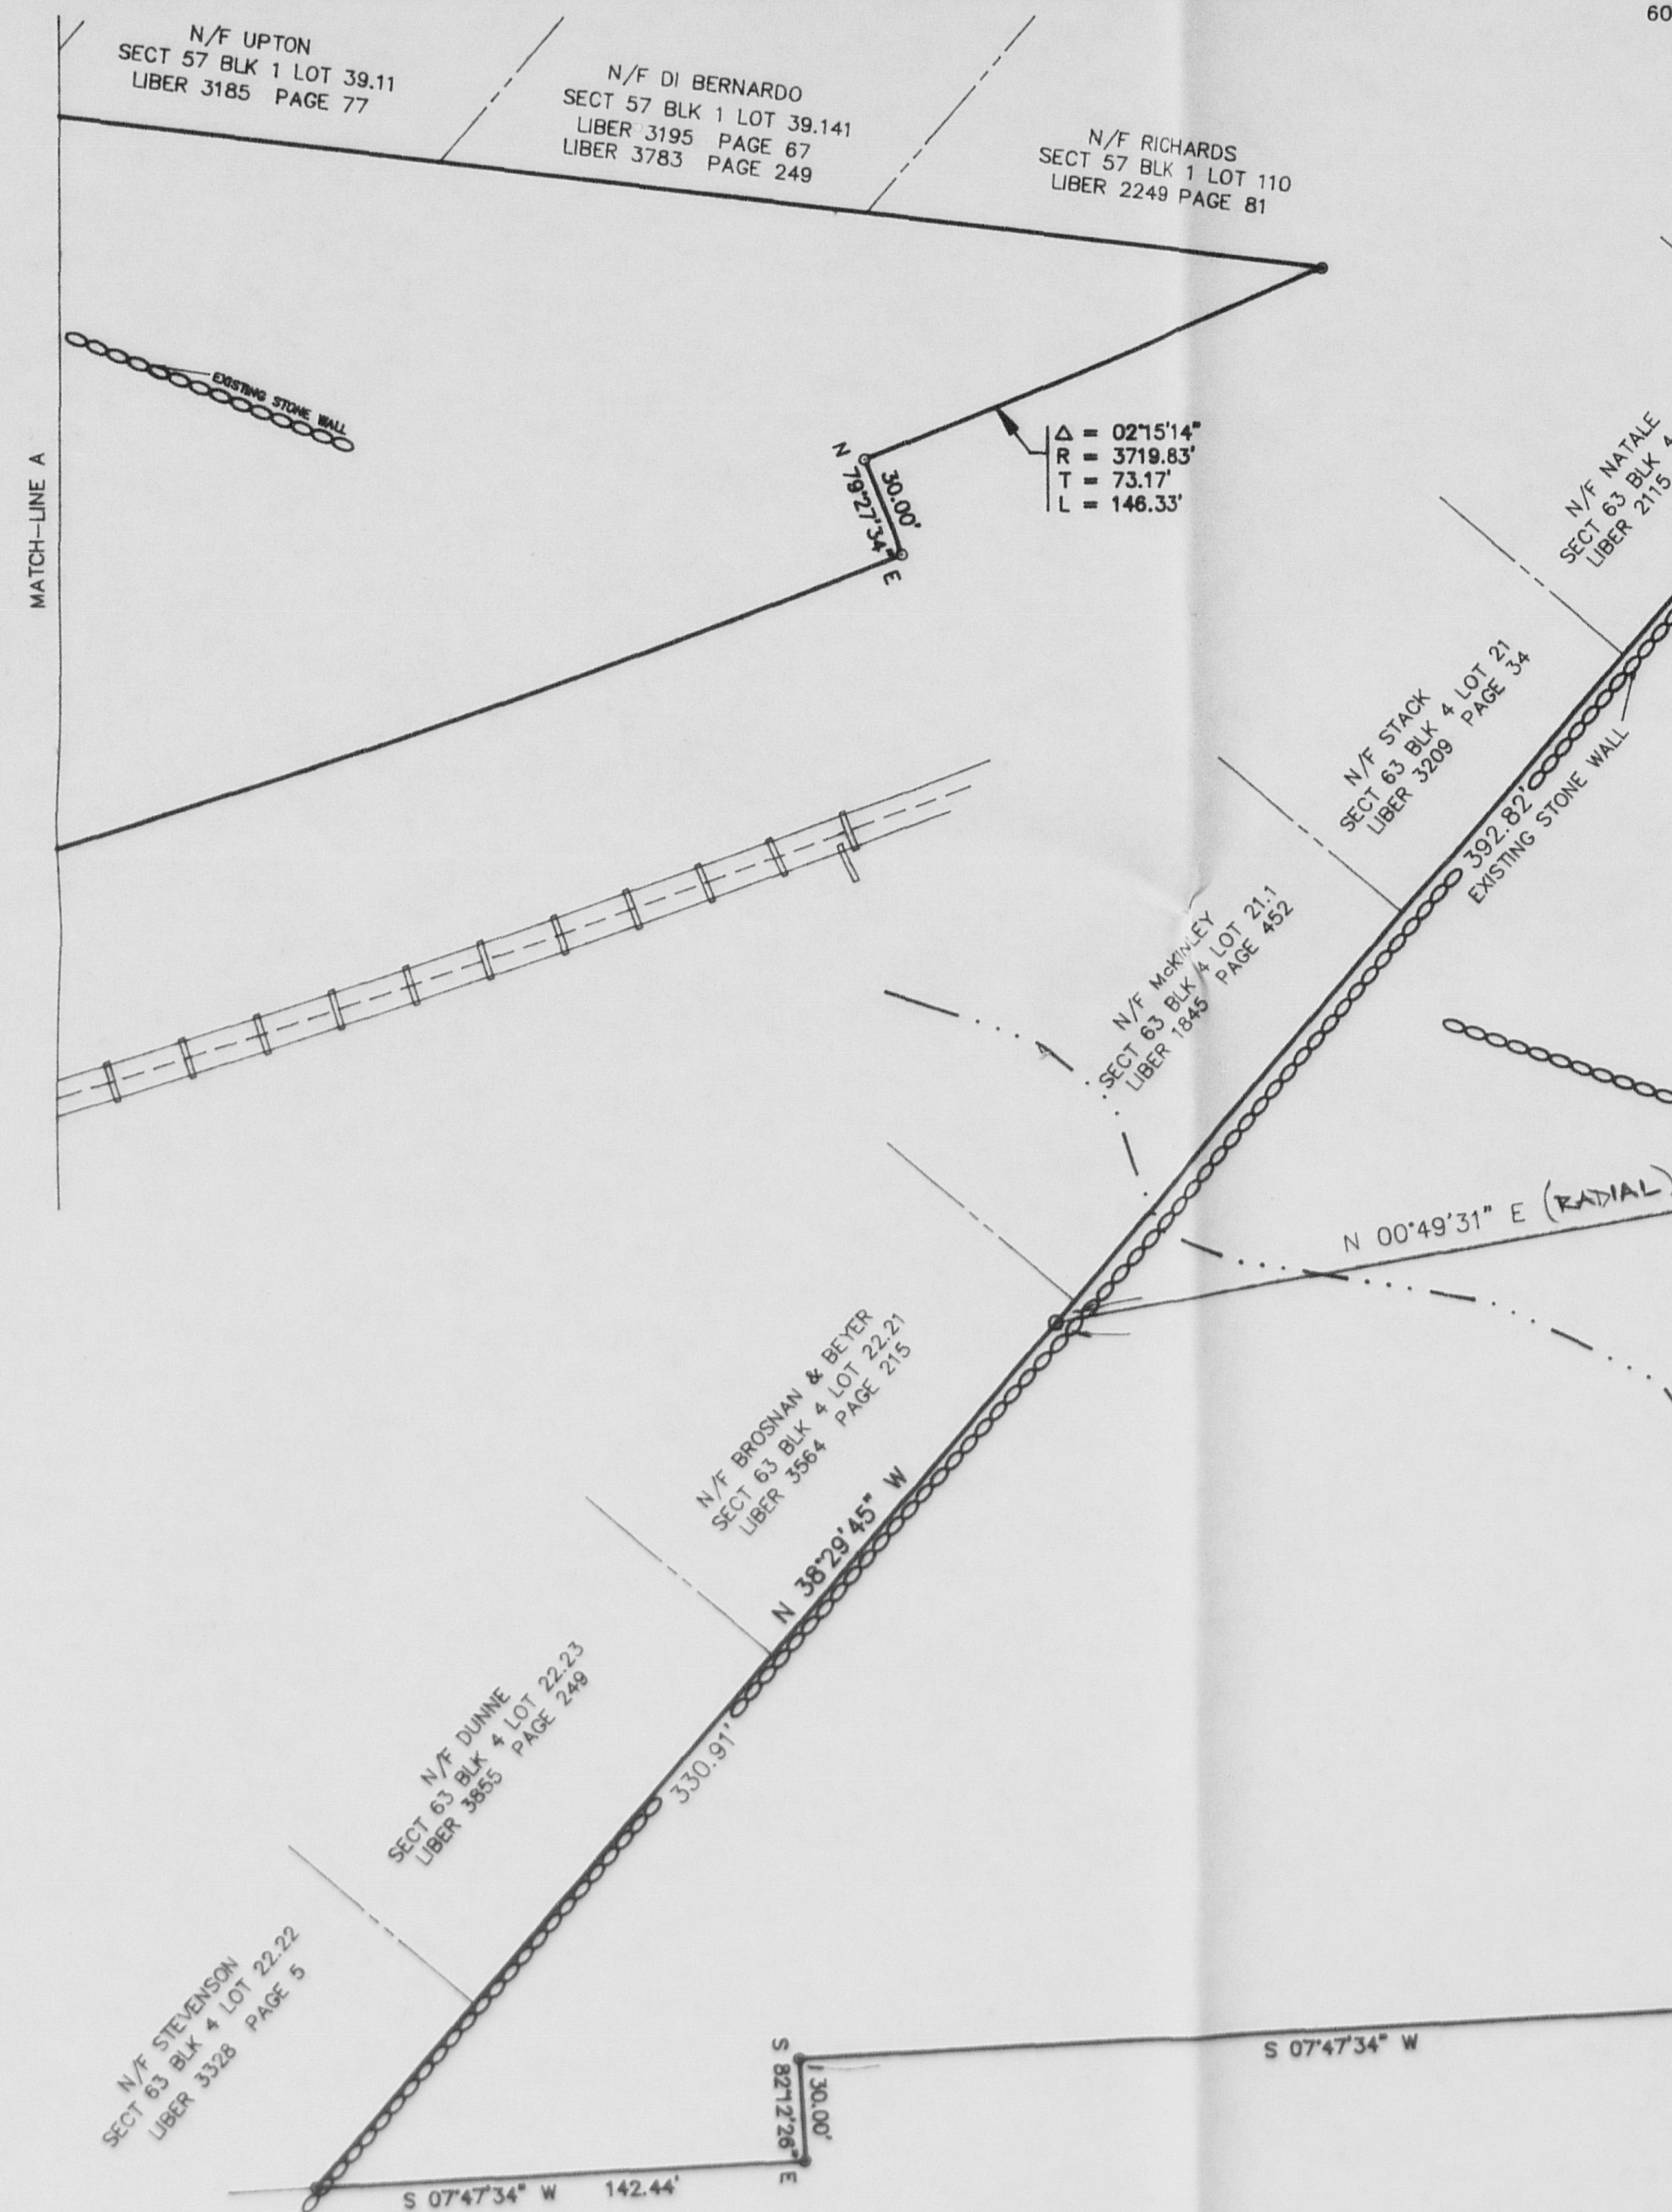 60
N/F UPTON
SECT 57 BLK 1 LOT 39.11
LIBER 3185 PAGE 77
N/F DI BERNARDO
SECT 57 BLK 1 LOT 39.141
LIBER 3195 PAGE 67
LIBER 3783 PAGE 249
N/F RICHARDS
SECT 57 BLK 1 LOT 110
LIBER 2249 PAGE 81
EXISTING STONE WALL
MATCH-LINE A
Δ = 02°15'14"
R = 3719.83'
T = 73.17'
L = 146.33'
30.00'
N 79°27'34" E
N/F NATALE
SECT 63 BLK 4
LIBER 2115
N/F STACK
SECT 63 BLK 4 LOT 21
LIBER 3209 PAGE 34
392.82'
EXISTING STONE WALL
N/F McKINLEY
SECT 63 BLK 4 LOT 21.1
LIBER 1845 PAGE 452
N 00°49'31" E (RADIAL)
N/F BROSNAN & BEYER
SECT 63 BLK 4 LOT 22.21
LIBER 3564 PAGE 215
N 38°29'45" W
N/F DUNNE
SECT 63 BLK 4 LOT 22.23
LIBER 3855 PAGE 249
330.91'
N/F STEVENSON
SECT 63 BLK 4 LOT 22.22
LIBER 3328 PAGE 5
S 07°47'34" W
30.00'
S 82°12'26" E
S 07°47'34" W 142.44'